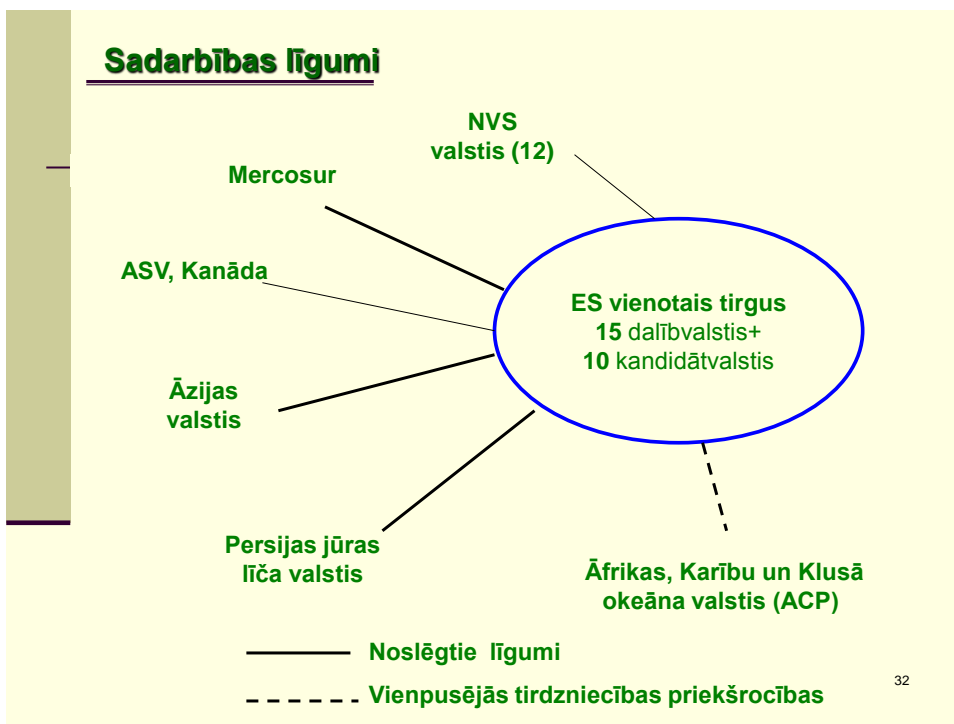 Sadarbības līgumi
NVS
valstis (12)
Mercosur
ASV, Kanāda
ES vienotais tirgus
15 dalībvalstis+
10 kandidātvalstis
Āzijas
valstis
Persijas jūras
līča valstis
Āfrikas, Karību un Klusā
okeāna valstis (ACP)
Noslēgtie līgumi
Vienpusējās tirdzniecības priekšrocības
32